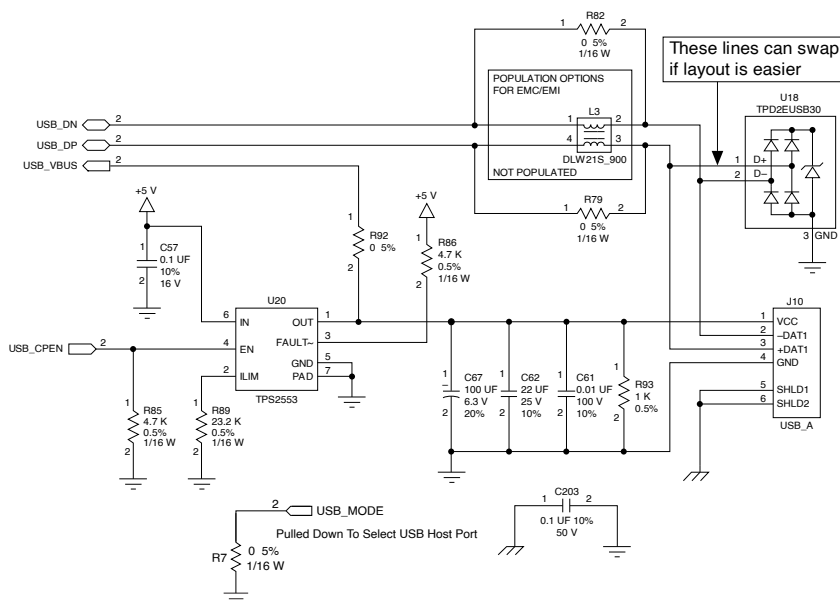 1 R82 2
0 5%
1/16 W
These lines can swap
if layout is easier
POPULATION OPTIONS
FOR EMC/EMI
L3
1 2
4 3
DLW21S_900
NOT POPULATED
USB_DN 2
USB_DP 2
USB_VBUS 2
U18
TPD2EUSB30
1 D+
2 D–
3 GND
R79
1 2
0 5%
1/16 W
+5 V
1
C57
0.1 UF
10%
16 V
2
1
R92
0 5%
2
+5 V
1
R86
4.7 K
0.5%
1/16 W
2
U20
6 IN OUT 1
FAULT~ 3
4 EN
GND 5
2 ILIM PAD 7
TPS2553
USB_CPEN 2
1
R85
4.7 K
0.5%
1/16 W
2
1
R89
23.2 K
0.5%
1/16 W
2
1
C67
100 UF
6.3 V
20%
2
1
C62
22 UF
25 V
10%
2
1
C61
0.01 UF
100 V
10%
2
1
R93
1 K
0.5%
2
J10
1 VCC
2 –DAT1
3 +DAT1
4 GND
5 SHLD1
6 SHLD2
USB_A
2 USB_MODE
Pulled Down To Select USB Host Port
1
R7 0 5%
1/16 W
2
C203
1 2
0.1 UF 10%
50 V